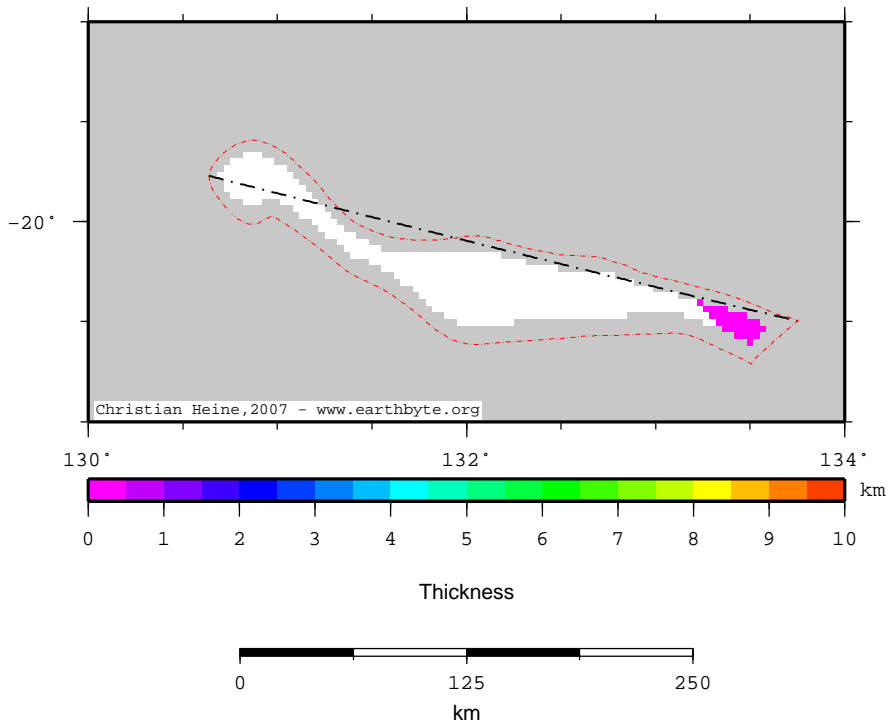 -20°
Christian Heine,2007 - www.earthbyte.org
130° 132° 134°
km
0 1 2 3 4 5 6 7 8 9 10
Thickness
0 125 250
km